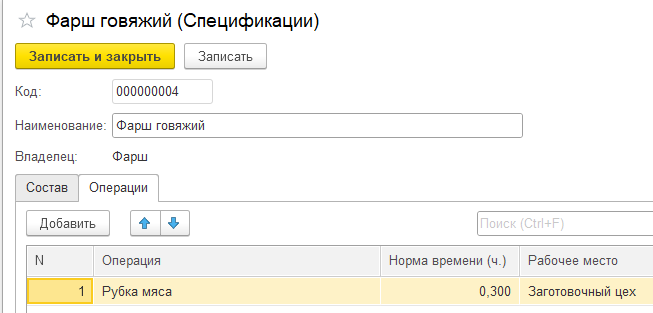 Фарш говяжий (Спецификации)
Записать и закрыть Записать
Код: 000000004
Наименование: Фарш говяжий
Владелец: Фарш
Состав Операции
Добавить Поиск (Ctrl+F)
N Операция Норма времени (ч.) Рабочее место
1 Рубка мяса 0,300 Заготовочный цех